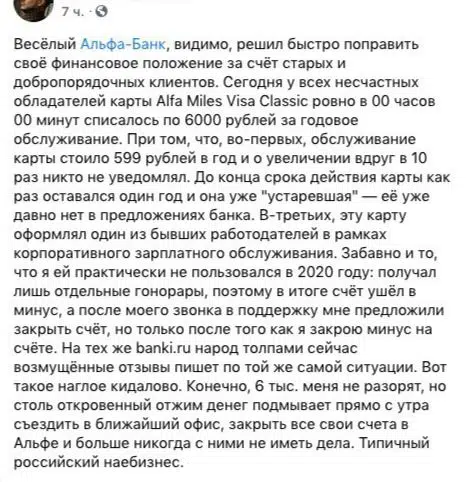 7 ч. ·
Весёлый Альфа-Банк, видимо, решил быстро поправить
своё финансовое положение за счёт старых и
добропорядочных клиентов. Сегодня у всех несчастных
обладателей карты Alfa Miles Visa Classic ровно в 00 часов
00 минут списалось по 6000 рублей за годовое
обслуживание. При том, что, во-первых, обслуживание
карты стоило 599 рублей в год и о увеличении вдруг в 10
раз никто не уведомлял. До конца срока действия карты как
раз оставался один год и она уже "устаревшая" — её уже
давно нет в предложениях банка. В-третьих, эту карту
оформлял один из бывших работодателей в рамках
корпоративного зарплатного обслуживания. Забавно и то,
что я ей практически не пользовался в 2020 году: получал
лишь отдельные гонорары, поэтому в итоге счёт ушёл в
минус, а после моего звонка в поддержку мне предложили
закрыть счёт, но только после того как я закрою минус на
счёте. На тех же banki.ru народ толпами сейчас
возмущённые отзывы пишет по той же самой ситуации. Вот
такое наглое кидалово. Конечно, 6 тыс. меня не разорят, но
столь откровенный отжим денег подмывает прямо с утра
съездить в ближайший офис, закрыть все свои счета в
Альфе и больше никогда с ними не иметь дела. Типичный
российский наебизнес.